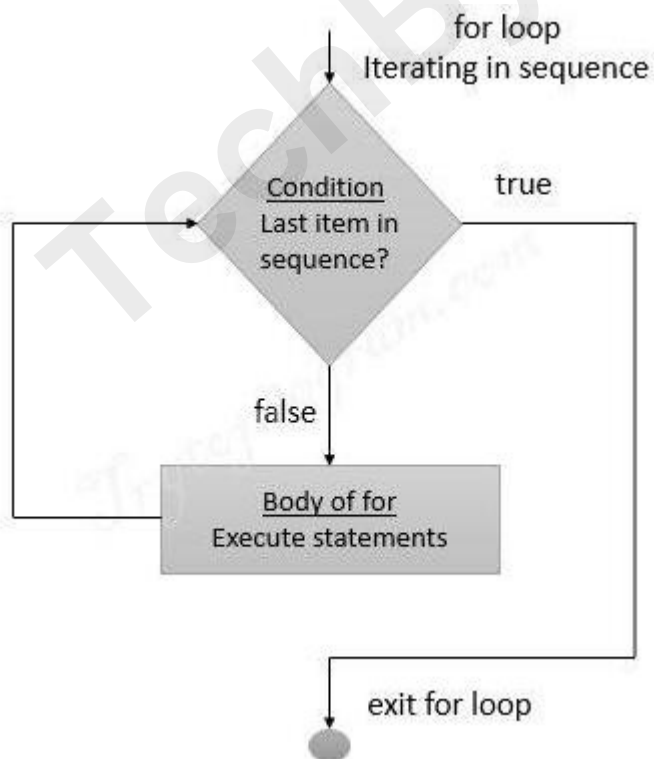 for loop
Iterating in sequence
Condition
Last item in
sequence?
true
false
Body of for
Execute statements
exit for loop